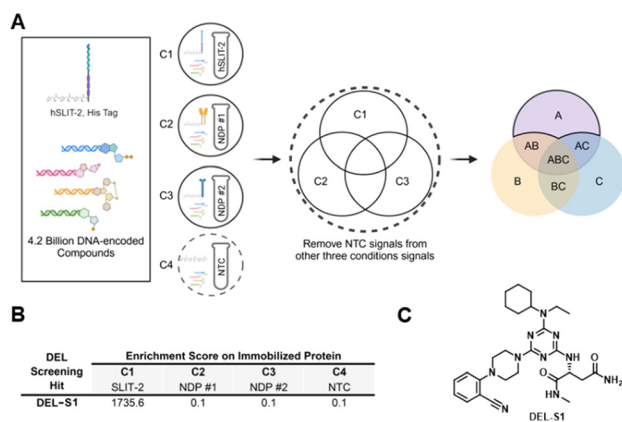 A
hSLIT-2, His Tag
4.2 Billion DNA-encoded
Compounds
C1
hSLIT-2
C2
NDP #1
C3
NDP #2
C4
NTC
C1
C2
C3
Remove NTC signals from
other three conditions signals
A
AB
AC
ABC
B
BC
C
B
DEL
Screening
Hit
Enrichment Score on Immobilized Protein
C1 C2 C3 C4
SLIT-2 NDP #1 NDP #2 NTC
DEL–S1 1735.6 0.1 0.1 0.1
C
N
N
N
N
N
N
N
NH
O
NH2
O
HN
N
DEL-S1